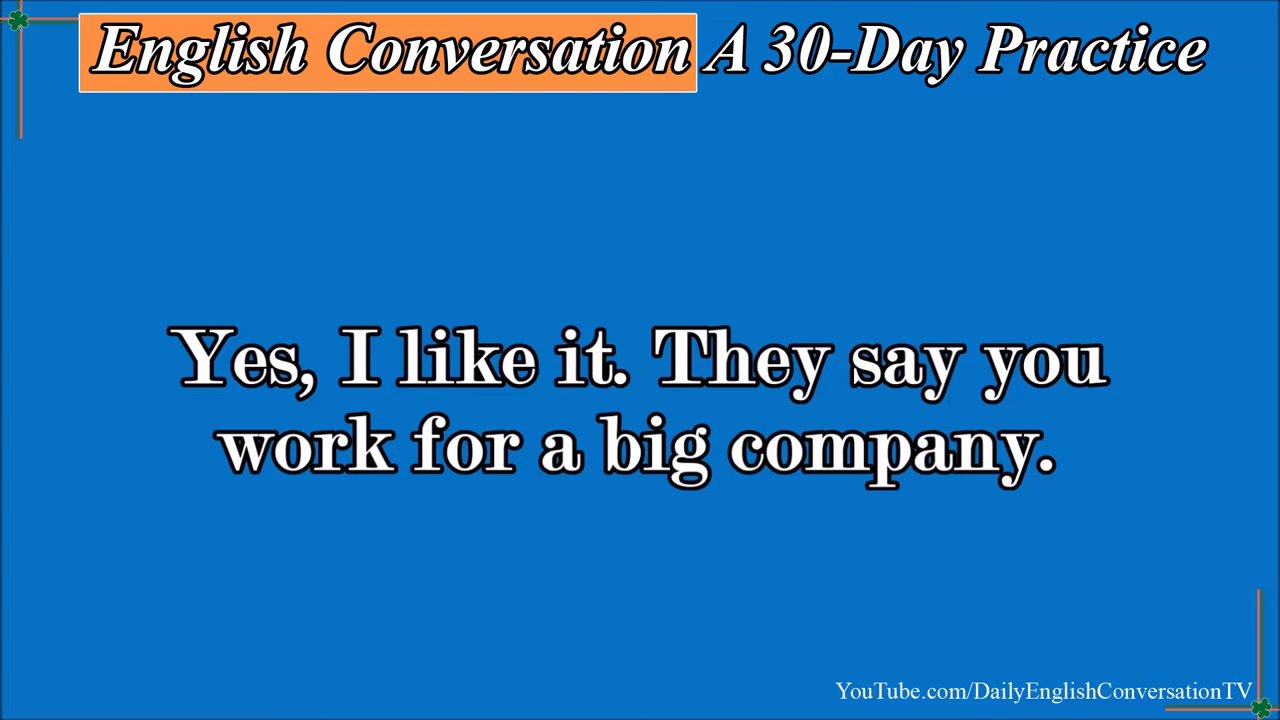 English Conversation A 30-Day Practice
Yes, I like it. They say you
work for a big company.
YouTube.com/DailyEnglishConversationTV